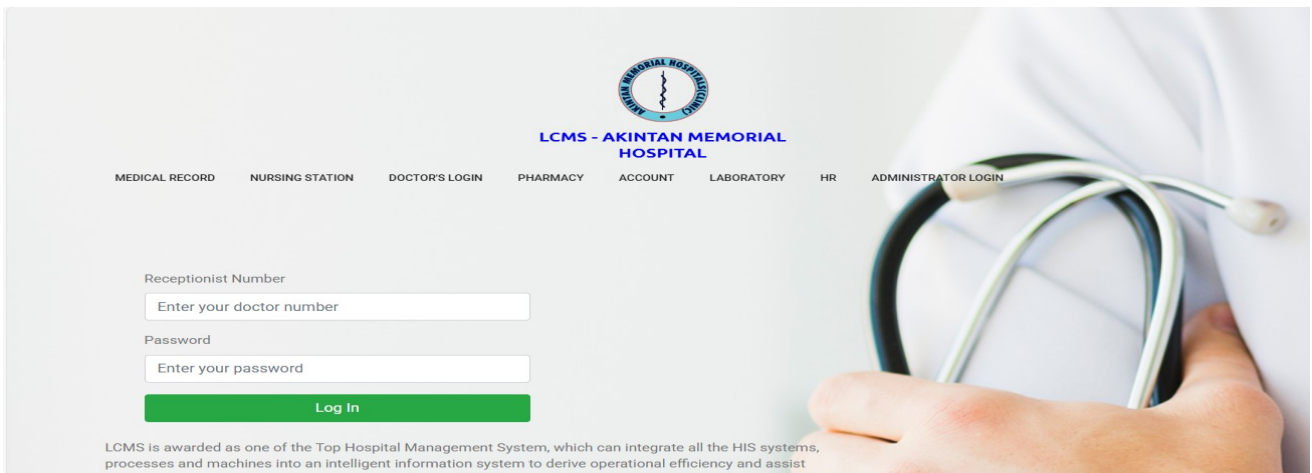 AKINTAN MEMORIAL HOSPITALS(CLINIC)
LCMS - AKINTAN MEMORIAL
HOSPITAL
MEDICAL RECORD NURSING STATION DOCTOR'S LOGIN PHARMACY ACCOUNT LABORATORY HR ADMINISTRATOR LOGIN
Receptionist Number
Enter your doctor number
Password
Enter your password
Log In
LCMS is awarded as one of the Top Hospital Management System, which can integrate all the HIS systems,
processes and machines into an intelligent information system to derive operational efficiency and assist